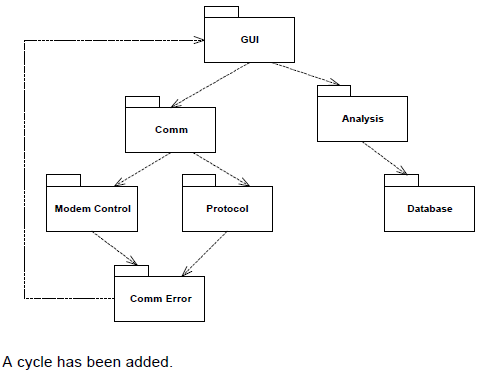 GUI
Comm
Analysis
Modem Control
Protocol
Database
Comm Error
A cycle has been added.